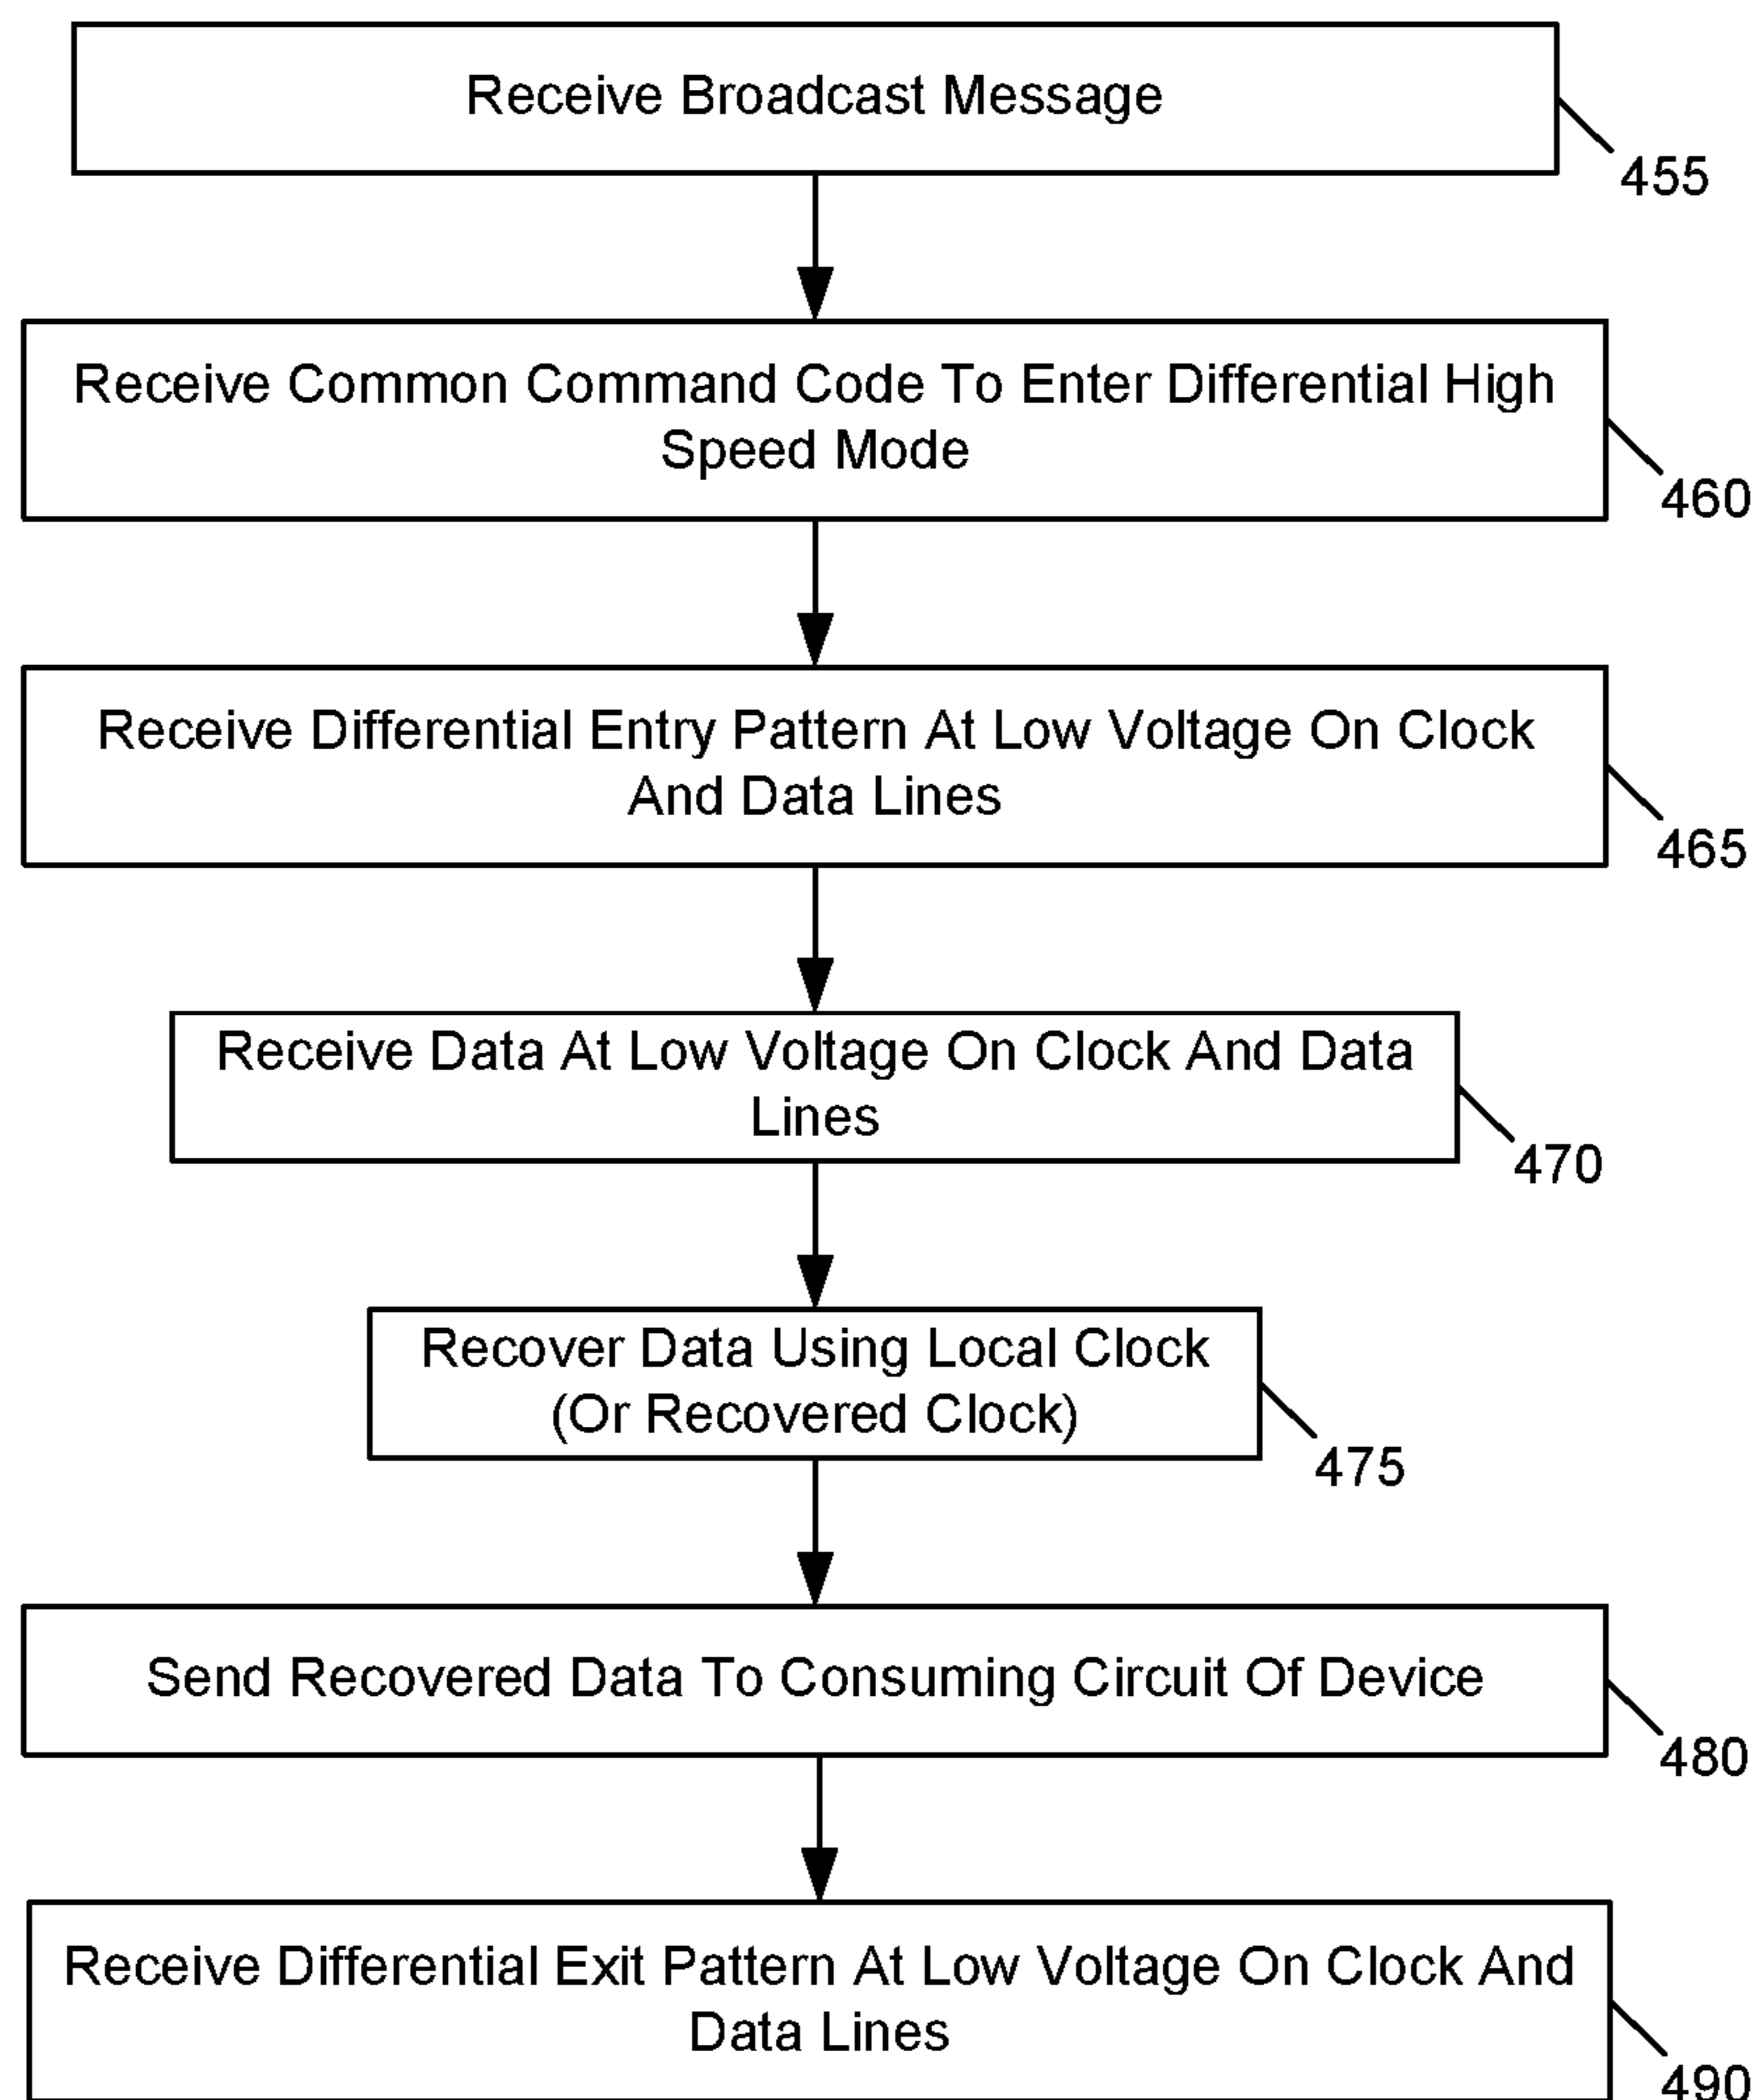 Receive Broadcast Message
455
Receive Common Command Code To Enter Differential High
Speed Mode
460
Receive Differential Entry Pattern At Low Voltage On Clock
And Data Lines
465
Receive Data At Low Voltage On Clock And Data
Lines
470
Recover Data Using Local Clock
(Or Recovered Clock)
475
Send Recovered Data To Consuming Circuit Of Device
480
Receive Differential Exit Pattern At Low Voltage On Clock And
Data Lines
490